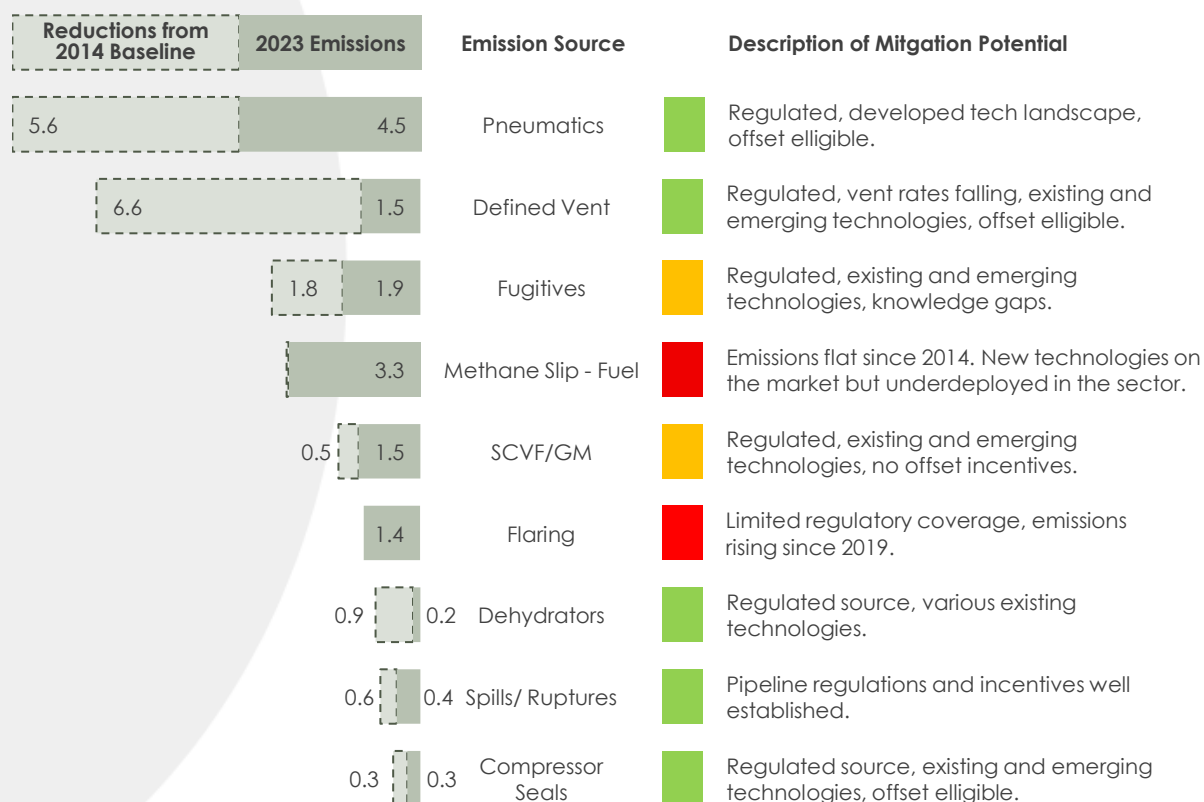 Reductions from
2014 Baseline
2023 Emissions
Emission Source
Description of Mitgation Potential
5.6
4.5
Pneumatics
Regulated, developed tech landscape,
offset elligible.
6.6
1.5
Defined Vent
Regulated, vent rates falling, existing and
emerging technologies, offset elligible.
1.8
1.9
Fugitives
Regulated, existing and emerging
technologies, knowledge gaps.
3.3
Methane Slip - Fuel
Emissions flat since 2014. New technologies on
the market but underdeployed in the sector.
0.5
1.5
SCVF/GM
Regulated, existing and emerging
technologies, no offset incentives.
1.4
Flaring
Limited regulatory coverage, emissions
rising since 2019.
0.9
0.2
Dehydrators
Regulated source, various existing
technologies.
0.6
0.4
Spills/ Ruptures
Pipeline regulations and incentives well
established.
0.3
0.3
Compressor
Seals
Regulated source, existing and emerging
technologies, offset elligible.